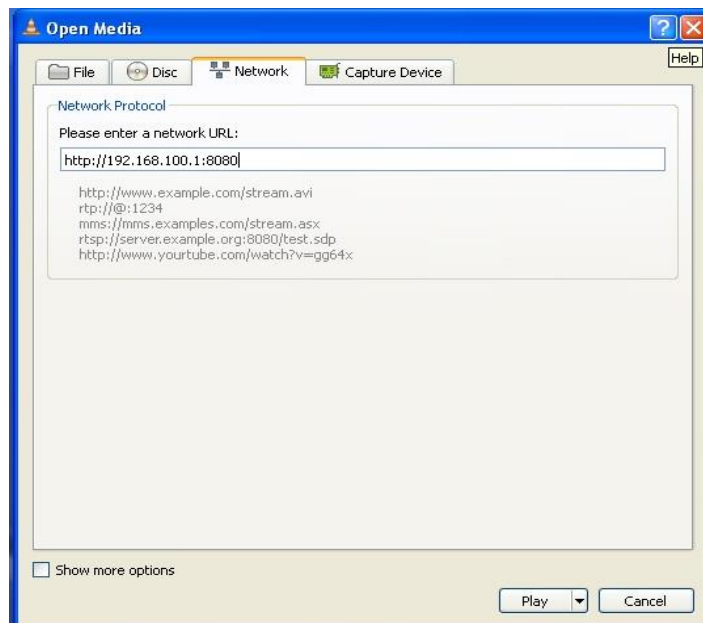 Open Media
Help
File Disc Network Capture Device
Network Protocol
Please enter a network URL:
http://192.168.100.1:8080
http://www.example.com/stream.avi
rtp://@:1234
mms://mms.examples.com/stream.asx
rtsp://server.example.org:8080/test.sdp
http://www.yourtube.com/watch?v=gg64x
Show more options
Play Cancel